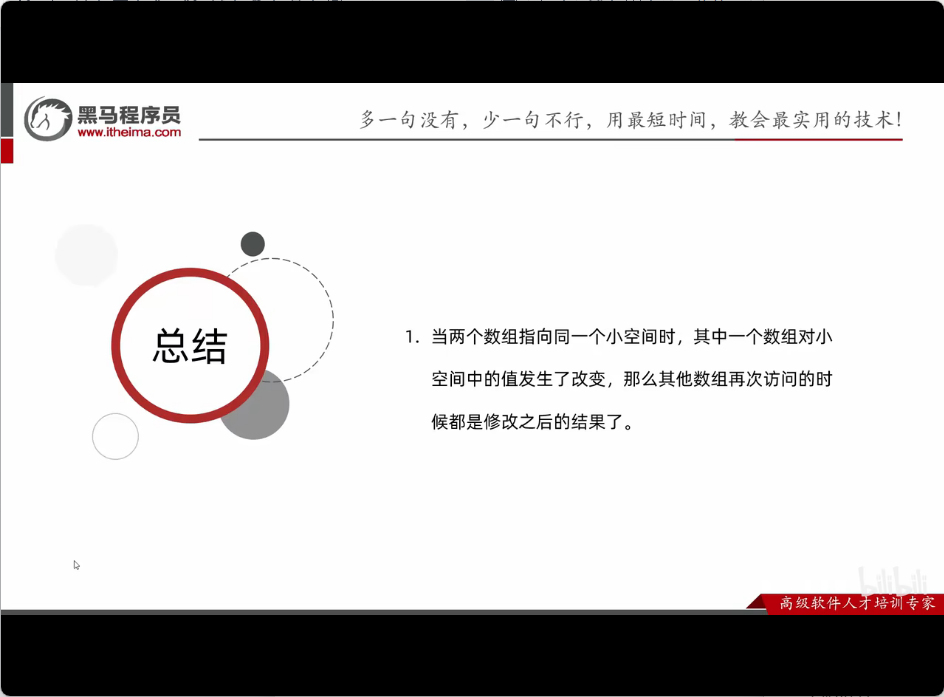 黑马程序员
www.itheima.com
多一句没有，少一句不行，用最短时间，教会最实用的技术！
总结
1. 当两个数组指向同一个小空间时，其中一个数组对小
空间中的值发生了改变，那么其他数组再次访问的时
候都是修改之后的结果了。
bilibili
高级软件人才培训专家